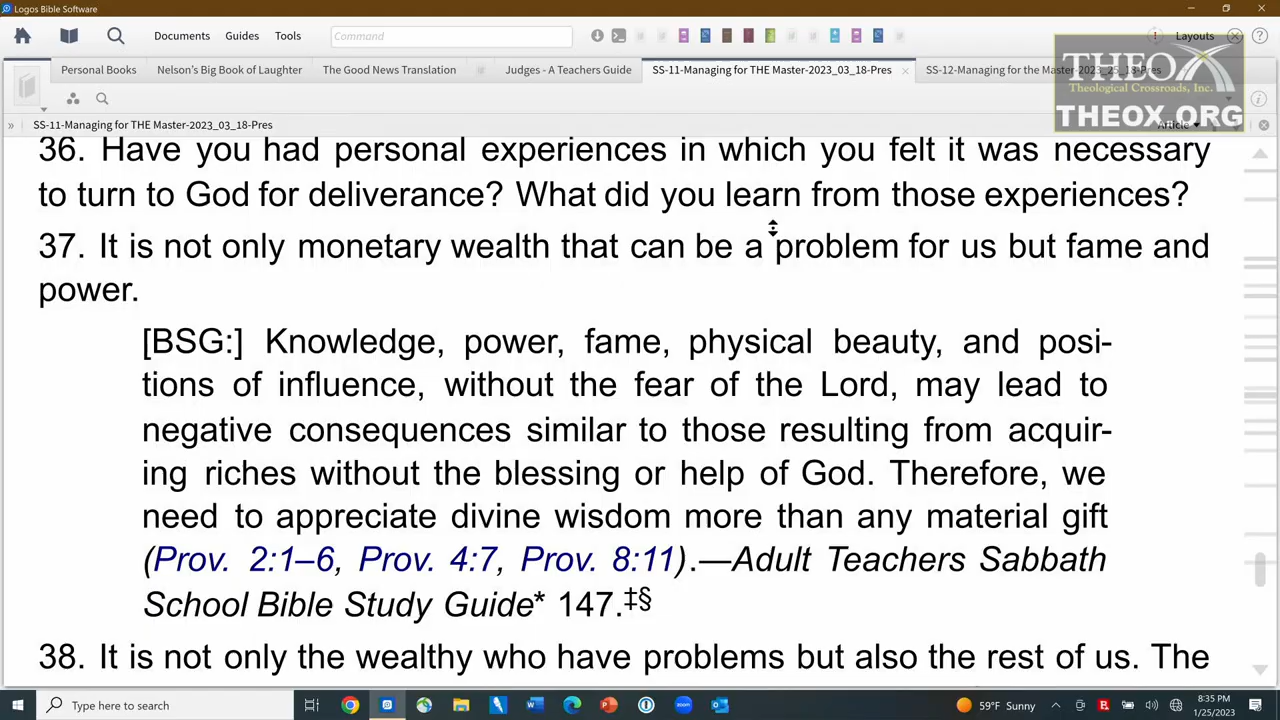 Logos Bible Software
Documents Guides Tools Command Layouts
Personal Books Nelson's Big Book of Laughter The Good News Judges - A Teachers Guide SS-11-Managing for THE Master-2023_03_18-Pres SS-12-Managing for the Master-2023_25_18-Pres
THEOX
Theological Crossroads, Inc.
THEOX.ORG
SS-11-Managing for THE Master-2023_03_18-Pres Article
36. Have you had personal experiences in which you felt it was necessary
to turn to God for deliverance? What did you learn from those experiences?
37. It is not only monetary wealth that can be a problem for us but fame and
power.
[BSG:] Knowledge, power, fame, physical beauty, and posi-
tions of influence, without the fear of the Lord, may lead to
negative consequences similar to those resulting from acquir-
ing riches without the blessing or help of God. Therefore, we
need to appreciate divine wisdom more than any material gift
(Prov. 2:1–6, Prov. 4:7, Prov. 8:11).—Adult Teachers Sabbath
School Bible Study Guide* 147.‡§
38. It is not only the wealthy who have problems but also the rest of us. The
Type here to search
59°F Sunny
8:35 PM
1/25/2023